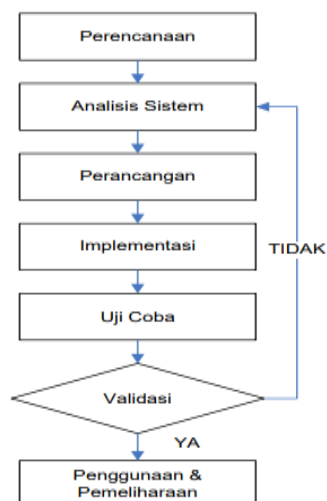 Perencanaan
Analisis Sistem
Perancangan
Implementasi
TIDAK
Uji Coba
Validasi
YA
Penggunaan &
Pemeliharaan